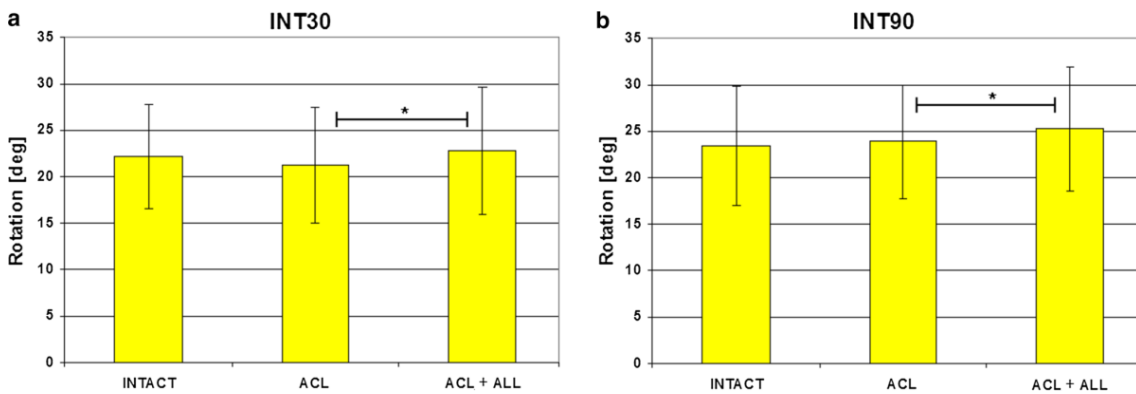 a
INT30
35
30
25
20
15
10
5
0
Rotation [deg]
*
INTACT
ACL
ACL + ALL
b
INT90
35
30
25
20
15
10
5
0
Rotation [deg]
*
INTACT
ACL
ACL + ALL